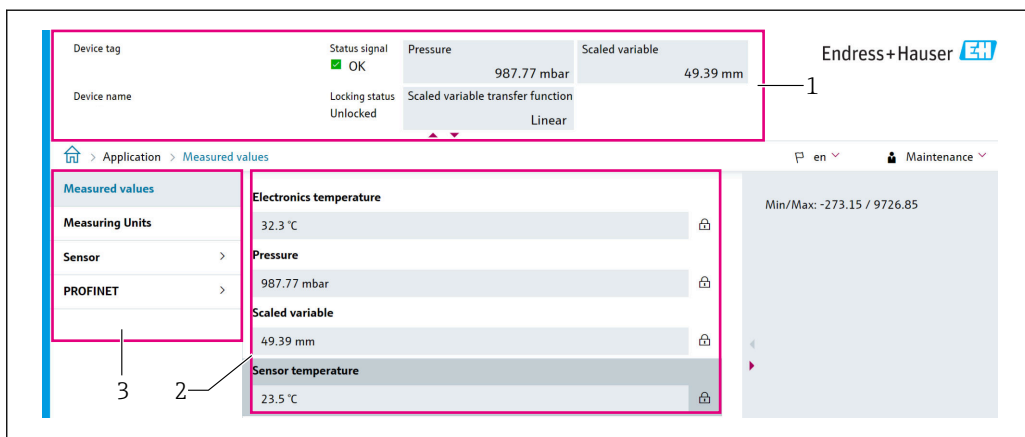 Device tag
Status signal
OK
Pressure
987.77 mbar
Scaled variable
49.39 mm
Endress+Hauser EH
1
Device name
Locking status
Unlocked
Scaled variable transfer function
Linear
> Application > Measured values
en
Maintenance
Measured values
Measuring Units
Sensor >
PROFINET >
3
2
Electronics temperature
32.3 °C
Pressure
987.77 mbar
Scaled variable
49.39 mm
Sensor temperature
23.5 °C
Min/Max: -273.15 / 9726.85